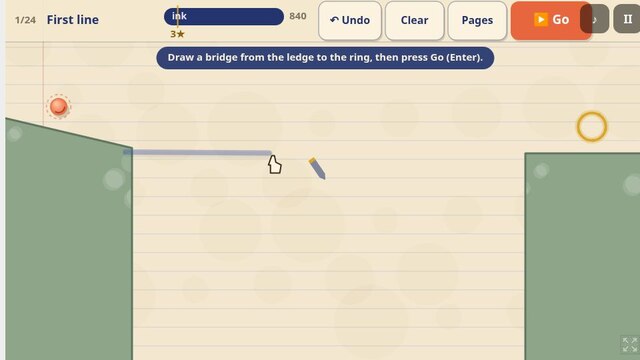 1/24 First line ink 840 ↶ Undo Clear Pages ▶ Go ♪ II
3★
Draw a bridge from the ledge to the ring, then press Go (Enter).